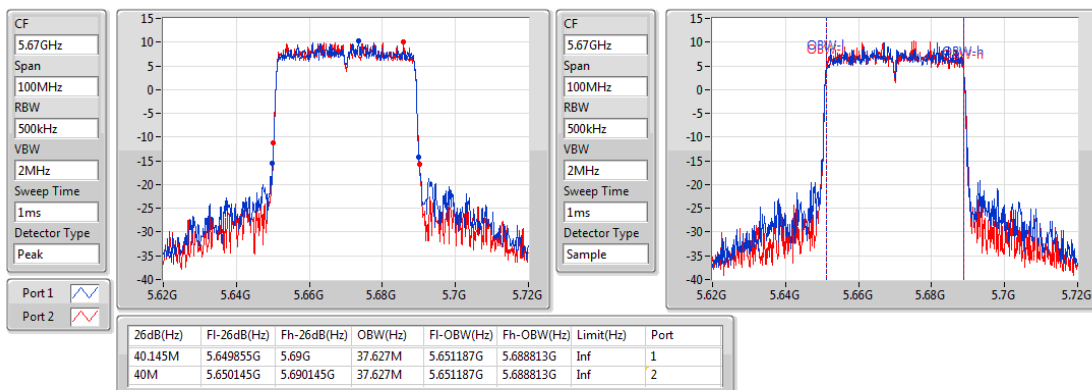 CF
5.67GHz
Span
100MHz
RBW
500kHz
VBW
2MHz
Sweep Time
1ms
Detector Type
Peak
Port 1
Port 2
15
10
5
0
-5
-10
-15
-20
-25
-30
-35
-40
5.62G 5.64G 5.66G 5.68G 5.7G 5.72G
CF
5.67GHz
Span
100MHz
RBW
500kHz
VBW
2MHz
Sweep Time
1ms
Detector Type
Sample
15
10
5
0
-5
-10
-15
-20
-25
-30
-35
-40
OBW-l
OBW-h
5.62G 5.64G 5.66G 5.68G 5.7G 5.72G
26dB(Hz) Fl-26dB(Hz) Fh-26dB(Hz) OBW(Hz) Fl-OBW(Hz) Fh-OBW(Hz) Limit(Hz) Port
40.145M 5.649855G 5.69G 37.627M 5.651187G 5.688813G Inf 1
40M 5.650145G 5.690145G 37.627M 5.651187G 5.688813G Inf 2